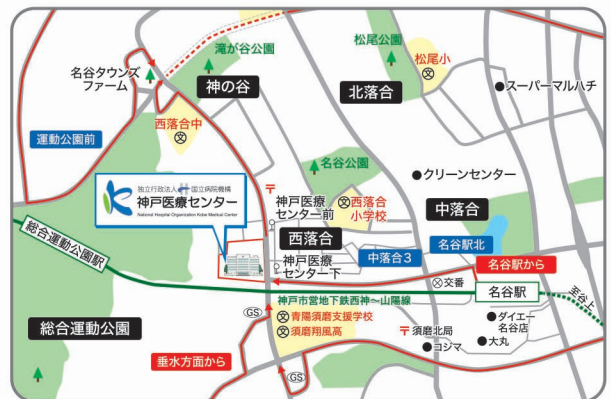 滝が谷公園
松尾公園
松尾小
名谷タウンズ
ファーム
神の谷
北落合
スーパーマルハチ
西落合中
運動公園前
名谷公園
クリーンセンター
独立行政法人 国立病院機構
神戸医療センター
National Hospital Organization Kobe Medical Center
神戸医療
センター前
西落合
小学校
中落合
西落合
中落合3
名谷駅北
総合運動公園駅
神戸医療
センター下
名谷駅から
交番
名谷駅
至谷上
神戸市営地下鉄西神〜山陽線
GS
青陽須磨支援学校
須磨翔風高
総合運動公園
須磨北局
ダイエー
名谷店
大丸
コジマ
垂水方面から
GS